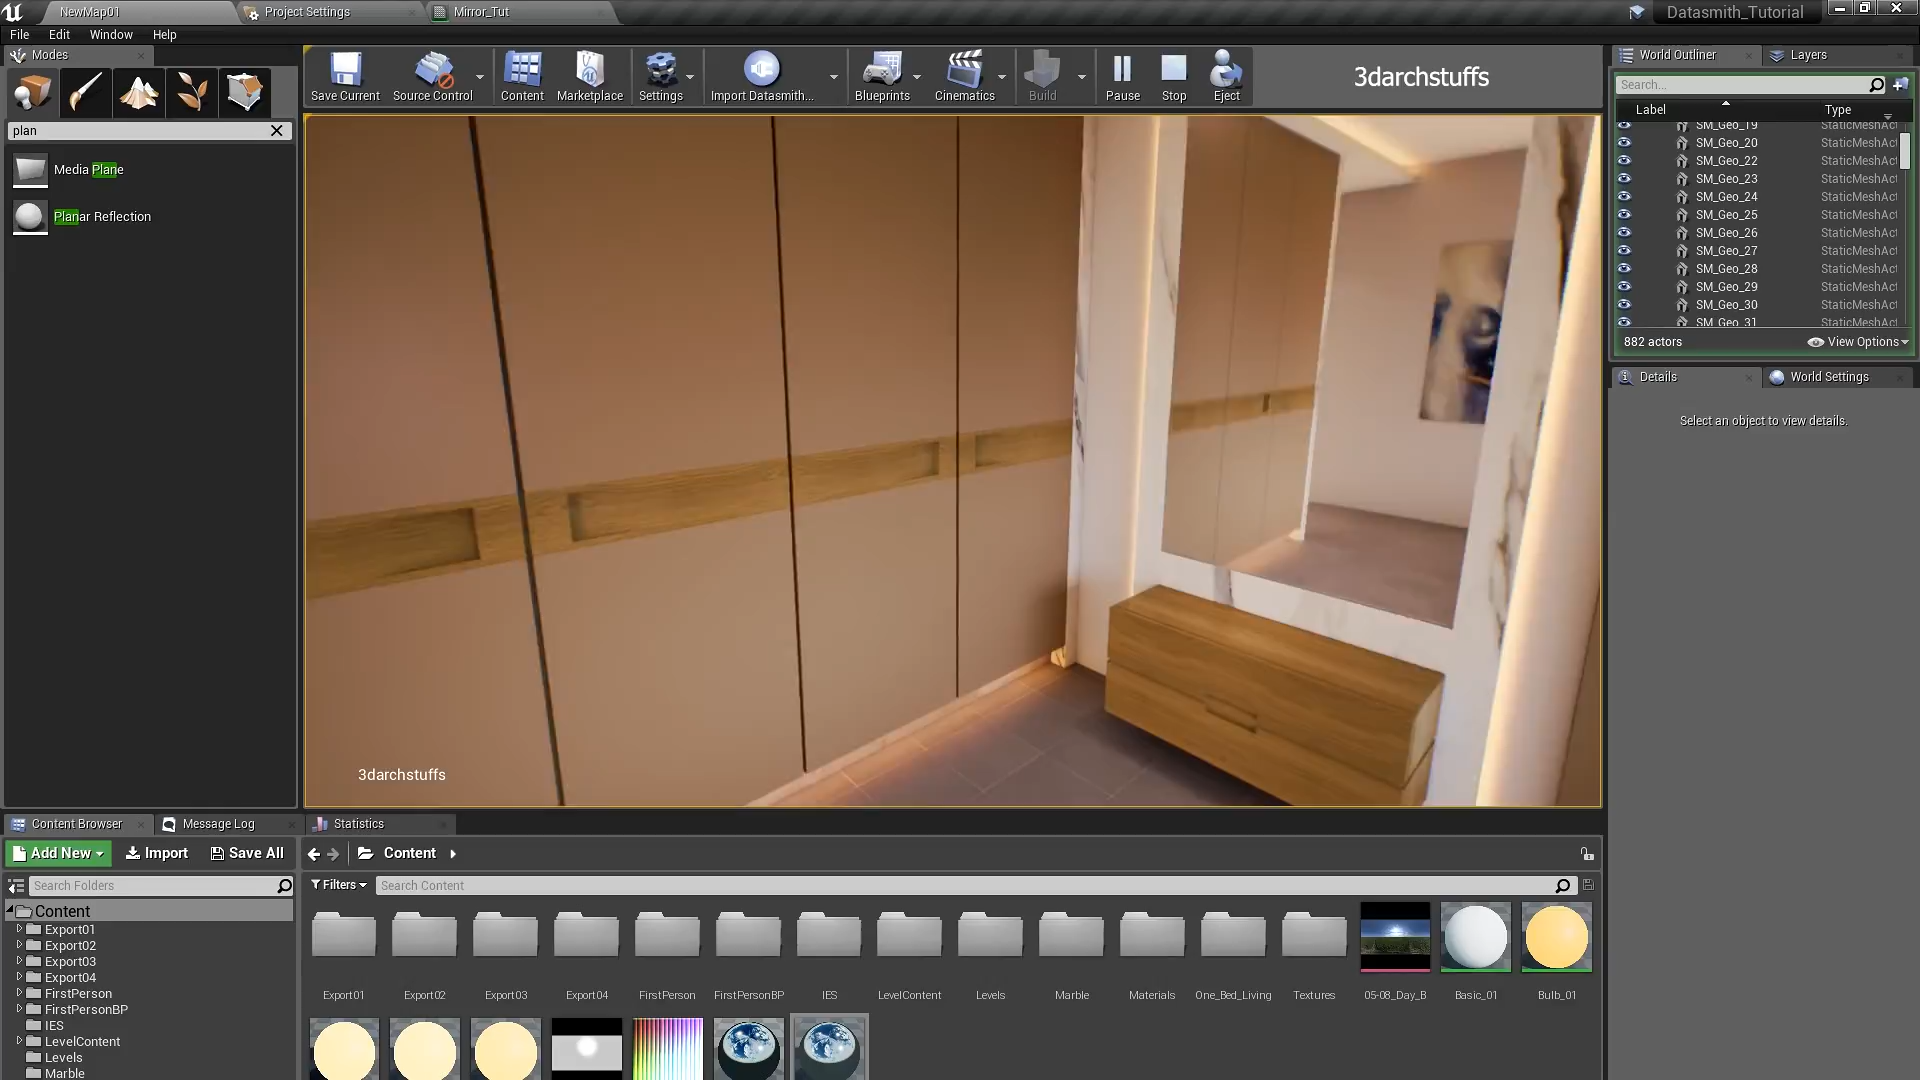 NewMap01
Project Settings
Mirror_Tut
Datasmith_Tutorial
File
Edit
Window
Help
Modes
plan
Media Plane
Planar Reflection
Save Current
Source Control
Content
Marketplace
Settings
Import Datasmith...
Blueprints
Cinematics
Build
Pause
Stop
Eject
3darchstuffs
3darchstuffs
World Outliner
Layers
Search...
Label
Type
SM_Geo_19 StaticMeshAct
SM_Geo_20 StaticMeshAct
SM_Geo_22 StaticMeshAct
SM_Geo_23 StaticMeshAct
SM_Geo_24 StaticMeshAct
SM_Geo_25 StaticMeshAct
SM_Geo_26 StaticMeshAct
SM_Geo_27 StaticMeshAct
SM_Geo_28 StaticMeshAct
SM_Geo_29 StaticMeshAct
SM_Geo_30 StaticMeshAct
SM_Geo_31 StaticMeshAct
882 actors
View Options
Details
World Settings
Select an object to view details.
Content Browser
Message Log
Statistics
Add New
Import
Save All
Content
Search Folders
Filters
Search Content
Content
Export01
Export02
Export03
Export04
FirstPerson
FirstPersonBP
IES
LevelContent
Levels
Marble
Export01
Export02
Export03
Export04
FirstPerson
FirstPersonBP
IES
LevelContent
Levels
Marble
Materials
One_Bed_Living
Textures
05-08_Day_B
Basic_01
Bulb_01